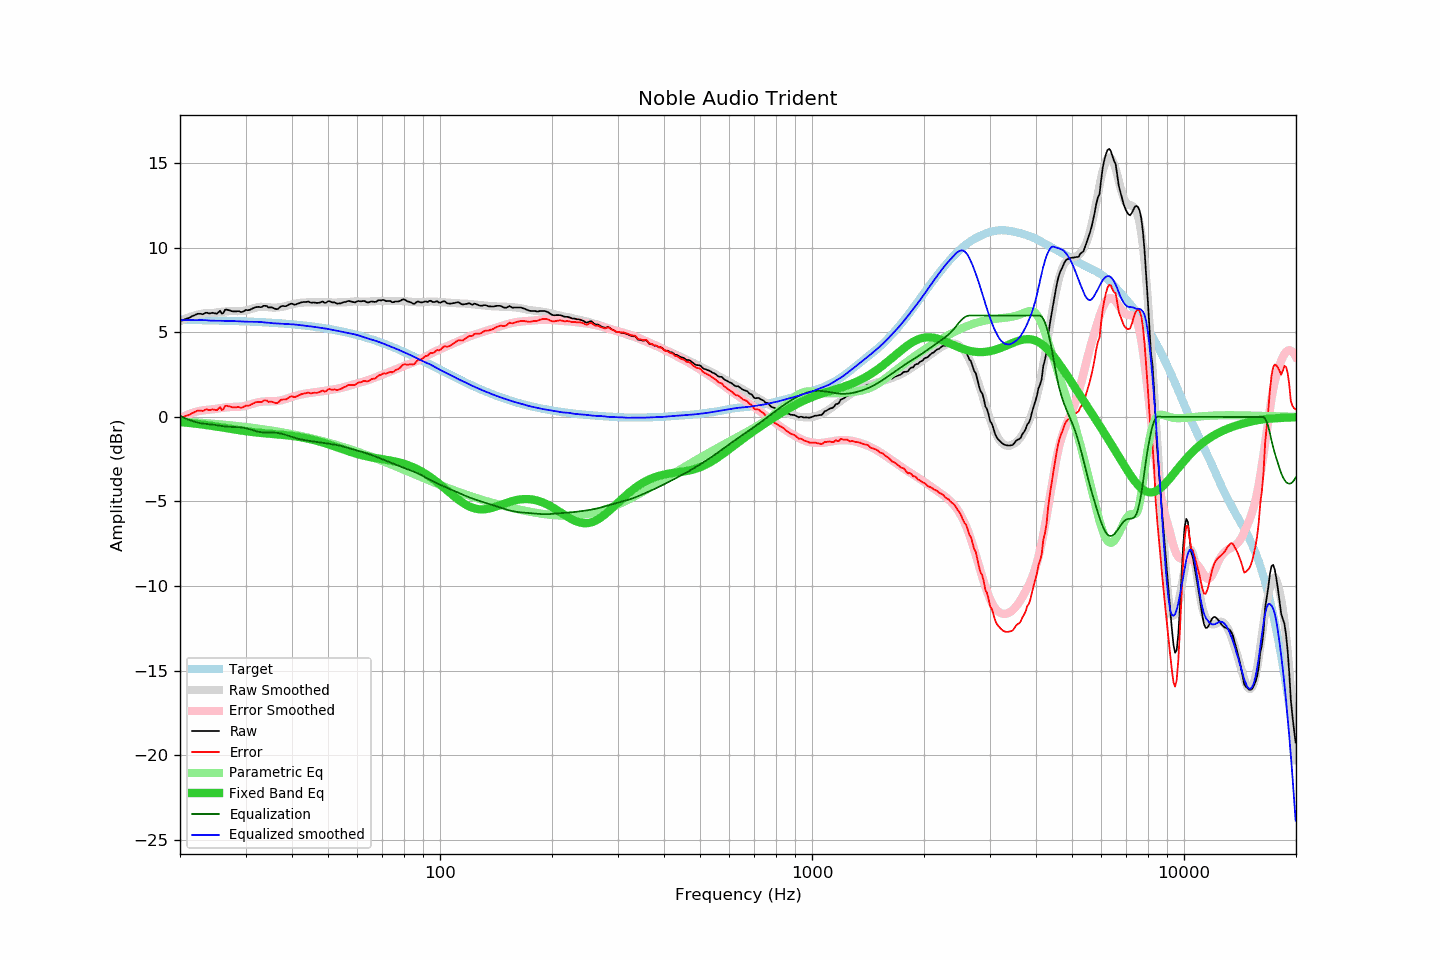 Noble Audio Trident
15
10
5
0
−5
−10
−15
−20
−25
Amplitude (dBr)
Target
Raw Smoothed
Error Smoothed
Raw
Error
Parametric Eq
Fixed Band Eq
Equalization
Equalized smoothed
100 1000 10000
Frequency (Hz)